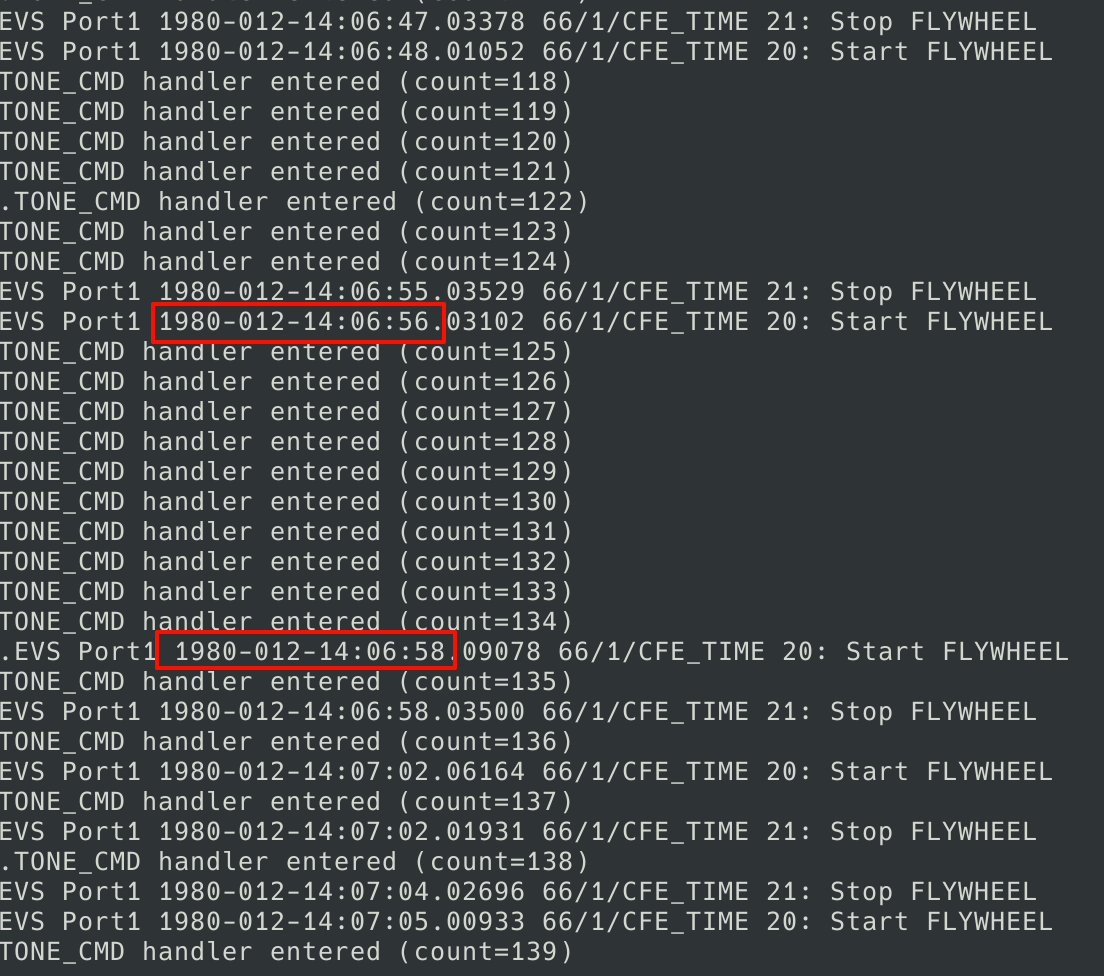 EVS Port1 1980-012-14:06:47.03378 66/1/CFE_TIME 21: Stop FLYWHEEL
EVS Port1 1980-012-14:06:48.01052 66/1/CFE_TIME 20: Start FLYWHEEL
TONE_CMD handler entered (count=118)
TONE_CMD handler entered (count=119)
TONE_CMD handler entered (count=120)
TONE_CMD handler entered (count=121)
.TONE_CMD handler entered (count=122)
TONE_CMD handler entered (count=123)
TONE_CMD handler entered (count=124)
EVS Port1 1980-012-14:06:55.03529 66/1/CFE_TIME 21: Stop FLYWHEEL
EVS Port1 1980-012-14:06:56.03102 66/1/CFE_TIME 20: Start FLYWHEEL
TONE_CMD handler entered (count=125)
TONE_CMD handler entered (count=126)
TONE_CMD handler entered (count=127)
TONE_CMD handler entered (count=128)
TONE_CMD handler entered (count=129)
TONE_CMD handler entered (count=130)
TONE_CMD handler entered (count=131)
TONE_CMD handler entered (count=132)
TONE_CMD handler entered (count=133)
TONE_CMD handler entered (count=134)
.EVS Port1 1980-012-14:06:58.09078 66/1/CFE_TIME 20: Start FLYWHEEL
TONE_CMD handler entered (count=135)
EVS Port1 1980-012-14:06:58.03500 66/1/CFE_TIME 21: Stop FLYWHEEL
TONE_CMD handler entered (count=136)
EVS Port1 1980-012-14:07:02.06164 66/1/CFE_TIME 20: Start FLYWHEEL
TONE_CMD handler entered (count=137)
EVS Port1 1980-012-14:07:02.01931 66/1/CFE_TIME 21: Stop FLYWHEEL
.TONE_CMD handler entered (count=138)
EVS Port1 1980-012-14:07:04.02696 66/1/CFE_TIME 21: Stop FLYWHEEL
EVS Port1 1980-012-14:07:05.00933 66/1/CFE_TIME 20: Start FLYWHEEL
TONE_CMD handler entered (count=139)